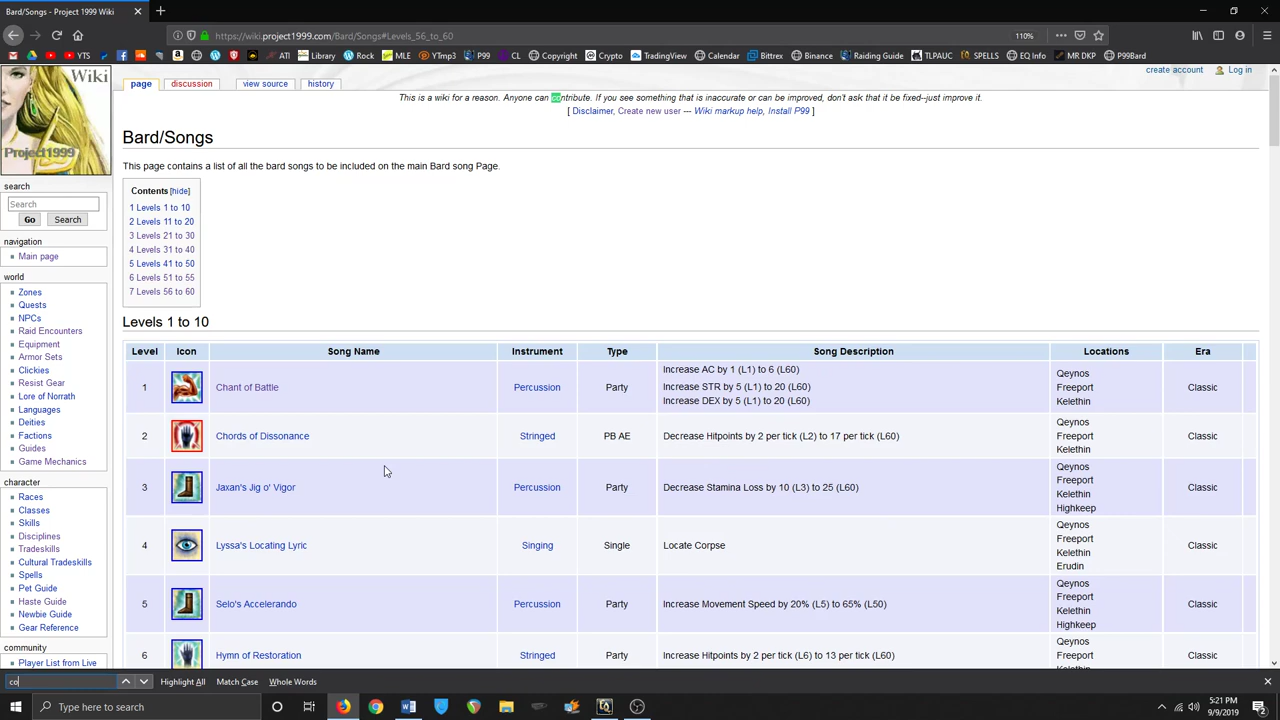 Bard/Songs - Project 1999 Wiki
https://wiki.project1999.com/Bard/Songs#Levels_56_to_60
110%
YTS
ATI
Library
MLE
P99
CL
Copyright
Crypto
TradingView
Calendar
Bittrex
Binance
Raiding Guide
TLPAUC
SPELLS
EQ Info
MR DKP
P99Bard
create account
Log in
Wiki
Project1999
page
discussion
view source
history
This is a wiki for a reason. Anyone can contribute. If you see something that is inaccurate or can be improved, don't ask that it be fixed--just improve it.
[ Disclaimer, Create new user --- Wiki markup help, Install P99 ]
Bard/Songs
This page contains a list of all the bard songs to be included on the main Bard song Page.
Contents [hide]
1 Levels 1 to 10
2 Levels 11 to 20
3 Levels 21 to 30
4 Levels 31 to 40
5 Levels 41 to 50
6 Levels 51 to 55
7 Levels 56 to 60
search
Search
Go
Search
navigation
Main page
world
Zones
Quests
NPCs
Raid Encounters
Equipment
Armor Sets
Clickies
Resist Gear
Lore of Norrath
Languages
Deities
Factions
Guides
Game Mechanics
character
Races
Classes
Skills
Disciplines
Tradeskills
Cultural Tradeskills
Spells
Pet Guide
Haste Guide
Newbie Guide
Gear Reference
community
Player List from Live
Levels 1 to 10
Level Icon Song Name Instrument Type Song Description Locations Era
1 Chant of Battle Percussion Party
Increase AC by 1 (L1) to 6 (L60)
Increase STR by 5 (L1) to 20 (L60)
Increase DEX by 5 (L1) to 20 (L60)
Qeynos
Freeport
Kelethin
Classic
2 Chords of Dissonance Stringed PB AE Decrease Hitpoints by 2 per tick (L2) to 17 per tick (L60)
Qeynos
Freeport
Kelethin
Classic
3 Jaxan's Jig o' Vigor Percussion Party Decrease Stamina Loss by 10 (L3) to 25 (L60)
Qeynos
Freeport
Kelethin
Highkeep
Classic
4 Lyssa's Locating Lyric Singing Single Locate Corpse
Qeynos
Freeport
Kelethin
Erudin
Classic
5 Selo's Accelerando Percussion Party Increase Movement Speed by 20% (L5) to 65% (L50)
Qeynos
Freeport
Kelethin
Highkeep
Classic
6 Hymn of Restoration Stringed Party Increase Hitpoints by 2 per tick (L6) to 13 per tick (L60)
Qeynos
Freeport
Classic
co
Highlight All
Match Case
Whole Words
Type here to search
5:21 PM
9/9/2019
2